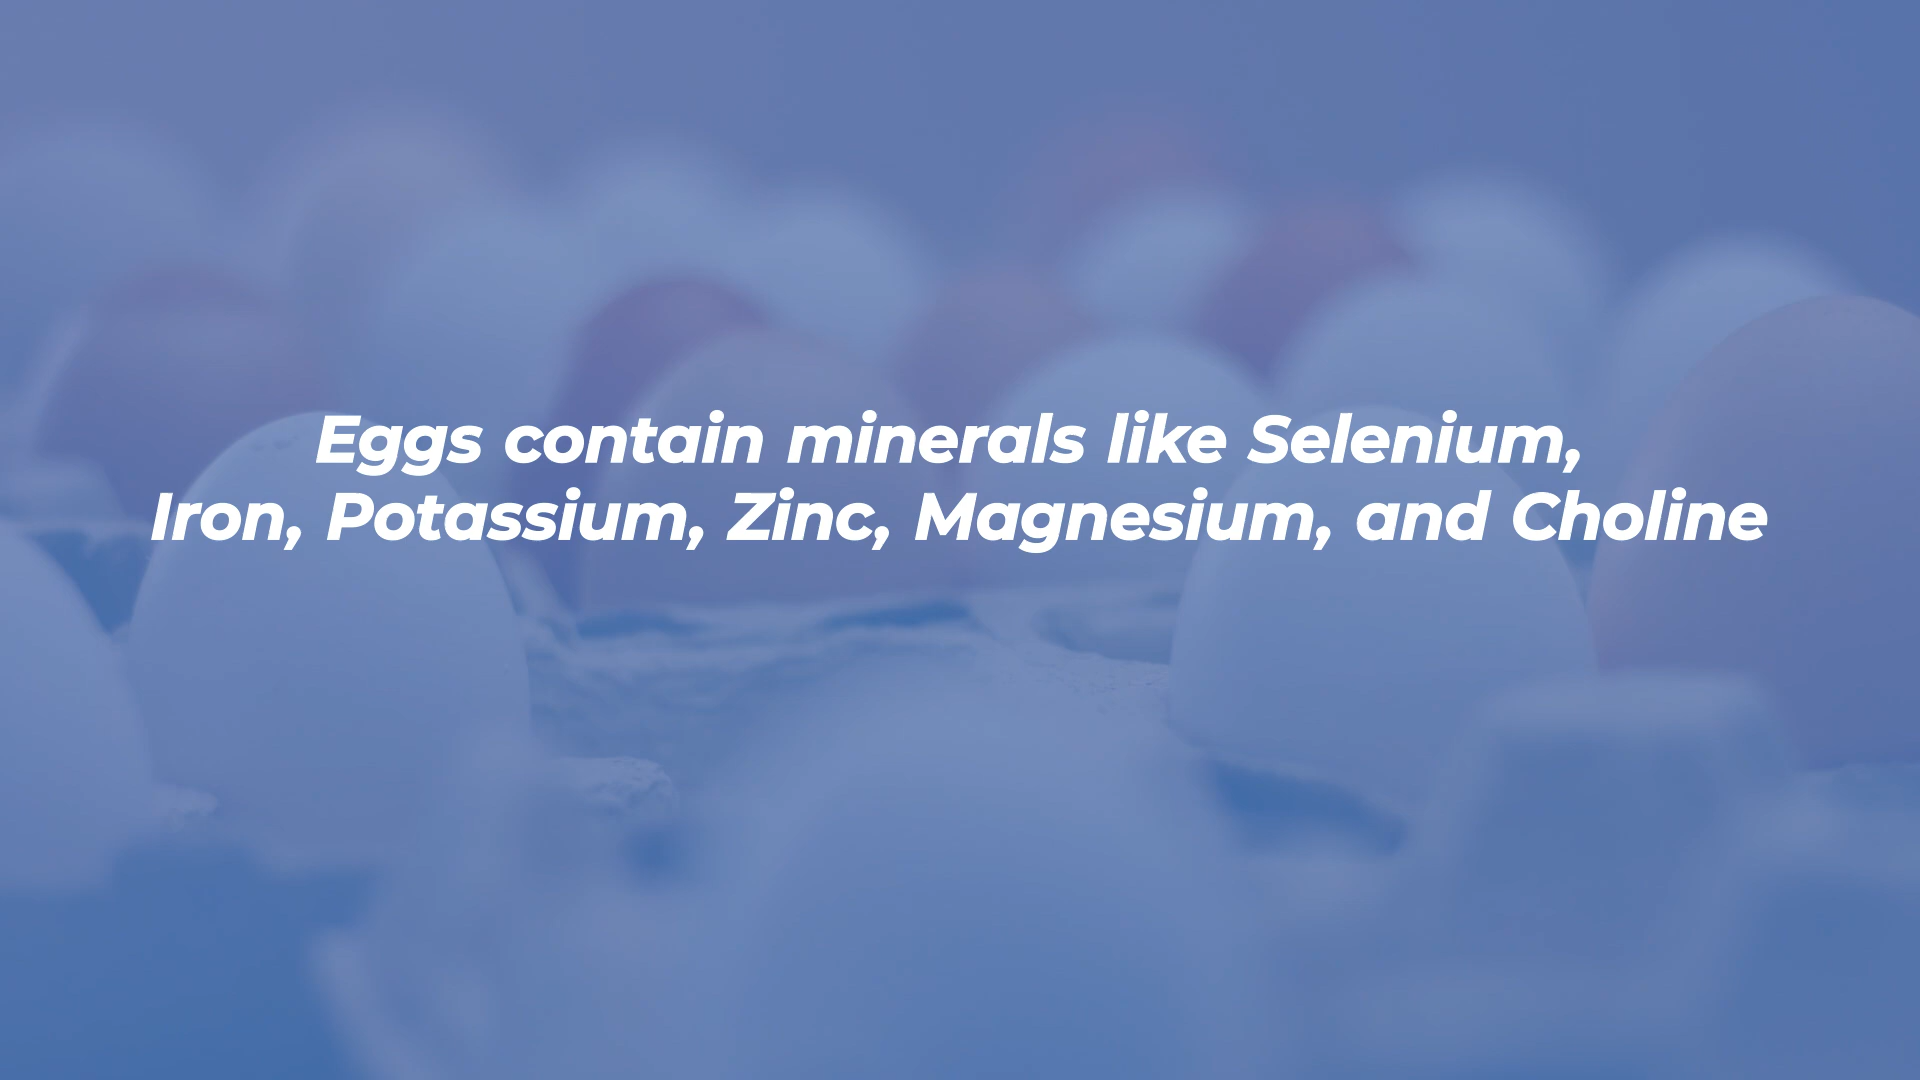 Eggs contain minerals like Selenium,
Iron, Potassium, Zinc, Magnesium, and Choline